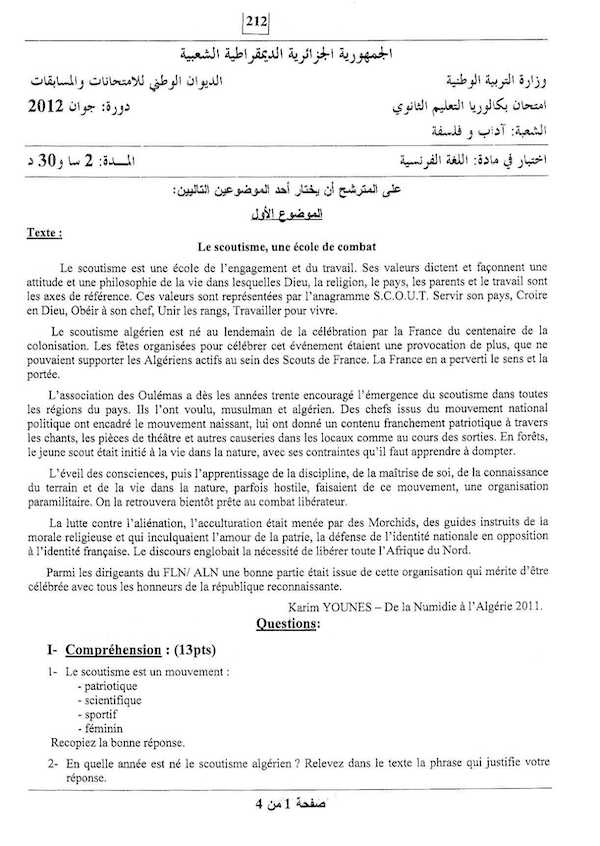 212
الجمهورية الجزائرية الديمقراطية الشعبية
وزارة التربية الوطنية الديوان الوطني للامتحانات والمسابقات
امتحان بكالوريا التعليم الثانوي دورة: جوان 2012
الشعبة: آداب و فلسفة
اختبار في مادة: اللغة الفرنسية المدة: 2 سا و30 د
على المترشح أن يختار أحد الموضوعين التاليين:
الموضوع الأول
Texte :
Le scoutisme, une école de combat
Le scoutisme est une école de l'engagement et du travail. Ses valeurs dictent et façonnent une
attitude et une philosophie de la vie dans lesquelles Dieu, la religion, le pays, les parents et le travail sont
les axes de référence. Ces valeurs sont représentées par l'anagramme S.C.O.U.T. Servir son pays, Croire
en Dieu, Obéir à son chef, Unir les rangs, Travailler pour vivre.
Le scoutisme algérien est né au lendemain de la célébration par la France du centenaire de la
colonisation. Les fêtes organisées pour célébrer cet événement étaient une provocation de plus, que ne
pouvaient supporter les Algériens actifs au sein des Scouts de France. La France en a perverti le sens et la
portée.
L'association des Oulémas a dès les années trente encouragé l'émergence du scoutisme dans toutes
les régions du pays. Ils l'ont voulu, musulman et algérien. Des chefs issus du mouvement national
politique ont encadré le mouvement naissant, lui ont donné un contenu franchement patriotique à travers
les chants, les pièces de théâtre et autres causeries dans les locaux comme au cours des sorties. En forêts,
le jeune scout était initié à la vie dans la nature, avec ses contraintes qu'il faut apprendre à dompter.
L'éveil des consciences, puis l'apprentissage de la discipline, de la maîtrise de soi, de la connaissance
du terrain et de la vie dans la nature, parfois hostile, faisaient de ce mouvement, une organisation
paramilitaire. On la retrouvera bientôt prête au combat libérateur.
La lutte contre l'aliénation, l'acculturation était menée par des Morchids, des guides instruits de la
morale religieuse et qui inculquaient l'amour de la patrie, la défense de l'identité nationale en opposition
à l'identité française. Le discours englobait la nécessité de libérer toute l'Afrique du Nord.
Parmi les dirigeants du FLN/ ALN une bonne partie était issue de cette organisation qui mérite d'être
célébrée avec tous les honneurs de la république reconnaissante.
Karim YOUNES – De la Numidie à l'Algérie 2011.
Questions:
I- Compréhension : (13pts)
1- Le scoutisme est un mouvement :
- patriotique
- scientifique
- sportif
- féminin
Recopiez la bonne réponse.
2- En quelle année est né le scoutisme algérien ? Relevez dans le texte la phrase qui justifie votre
réponse.
صفحة 1 من 4